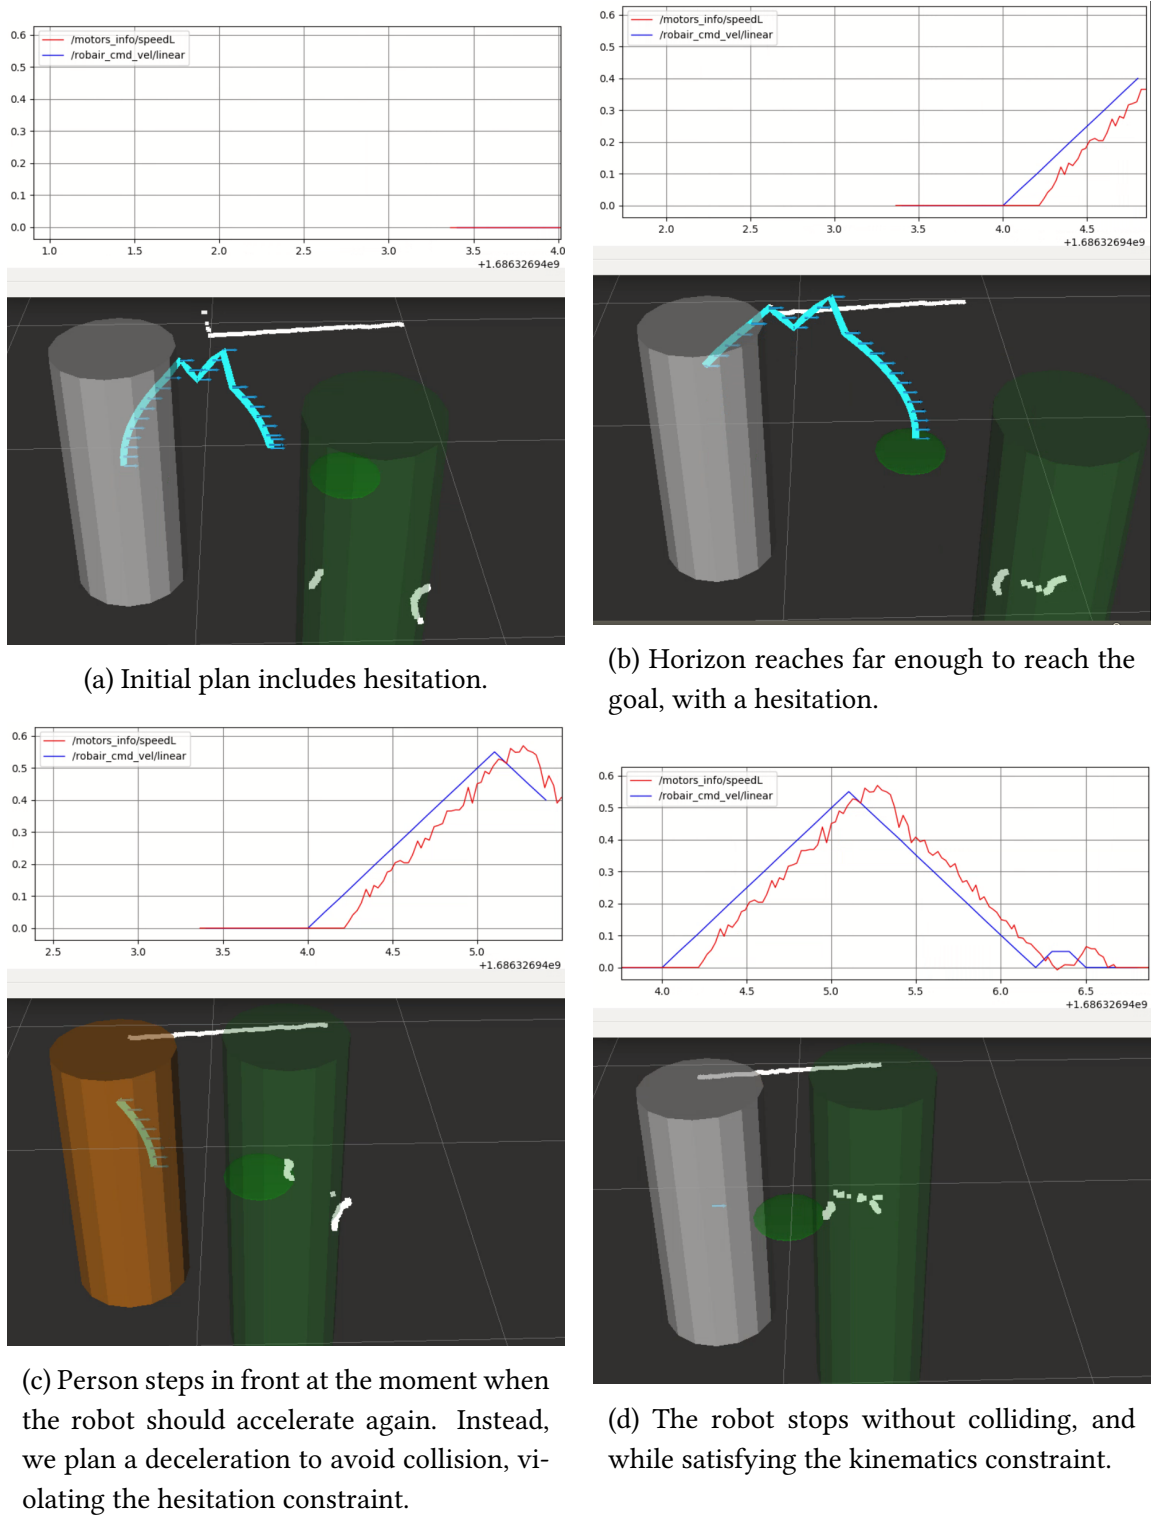 0.6
0.5
0.4
0.3
0.2
0.1
0.0
/motors_info/speedL
/robair_cmd_vel/linear
1.0 1.5 2.0 2.5 3.0 3.5 4.0
+1.68632694e9
(a) Initial plan includes hesitation.
0.6
0.5
0.4
0.3
0.2
0.1
0.0
/motors_info/speedL
/robair_cmd_vel/linear
2.0 2.5 3.0 3.5 4.0 4.5
+1.68632694e9
(b) Horizon reaches far enough to reach the
goal, with a hesitation.
0.6
0.5
0.4
0.3
0.2
0.1
0.0
/motors_info/speedL
/robair_cmd_vel/linear
2.5 3.0 3.5 4.0 4.5 5.0
+1.68632694e9
(c) Person steps in front at the moment when
the robot should accelerate again. Instead,
we plan a deceleration to avoid collision, vi-
olating the hesitation constraint.
0.6
0.5
0.4
0.3
0.2
0.1
0.0
/motors_info/speedL
/robair_cmd_vel/linear
4.0 4.5 5.0 5.5 6.0 6.5
+1.68632694e9
(d) The robot stops without colliding, and
while satisfying the kinematics constraint.